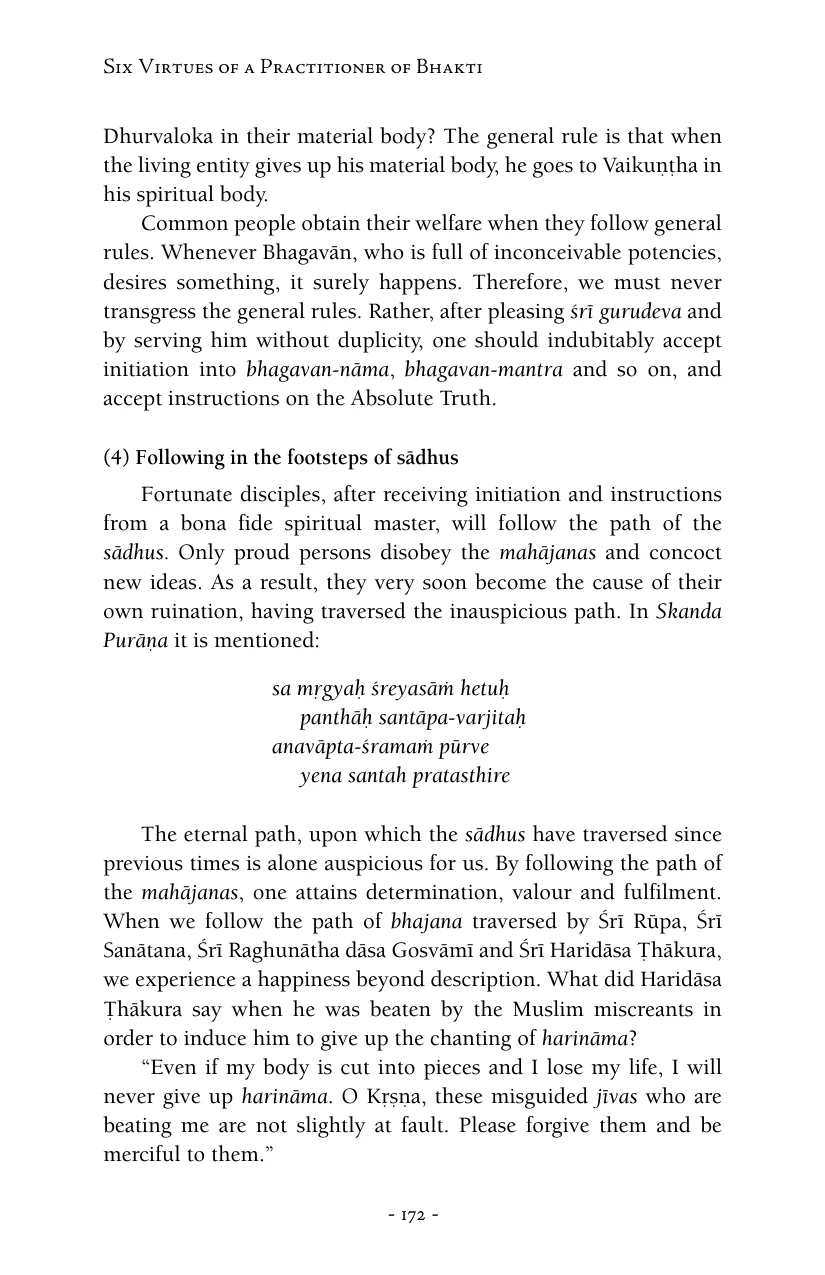 Six Virtues of a Practitioner of Bhakti
Dhurvaloka in their material body? The general rule is that when
the living entity gives up his material body, he goes to Vaikuṇṭha in
his spiritual body.
Common people obtain their welfare when they follow general
rules. Whenever Bhagavān, who is full of inconceivable potencies,
desires something, it surely happens. Therefore, we must never
transgress the general rules. Rather, after pleasing śrī gurudeva and
by serving him without duplicity, one should indubitably accept
initiation into bhagavan-nāma, bhagavan-mantra and so on, and
accept instructions on the Absolute Truth.
(4) Following in the footsteps of sādhus
Fortunate disciples, after receiving initiation and instructions
from a bona fide spiritual master, will follow the path of the
sādhus. Only proud persons disobey the mahājanas and concoct
new ideas. As a result, they very soon become the cause of their
own ruination, having traversed the inauspicious path. In Skanda
Purāṇa it is mentioned:
sa mṛgyaḥ śreyasāṁ hetuḥ
panthāḥ santāpa-varjitaḥ
anavāpta-śramaṁ pūrve
yena santah pratasthire
The eternal path, upon which the sādhus have traversed since
previous times is alone auspicious for us. By following the path of
the mahājanas, one attains determination, valour and fulfilment.
When we follow the path of bhajana traversed by Śrī Rūpa, Śrī
Sanātana, Śrī Raghunātha dāsa Gosvāmī and Śrī Haridāsa Ṭhākura,
we experience a happiness beyond description. What did Haridāsa
Ṭhākura say when he was beaten by the Muslim miscreants in
order to induce him to give up the chanting of harināma?
“Even if my body is cut into pieces and I lose my life, I will
never give up harināma. O Kṛṣṇa, these misguided jīvas who are
beating me are not slightly at fault. Please forgive them and be
merciful to them.”
- 172 -